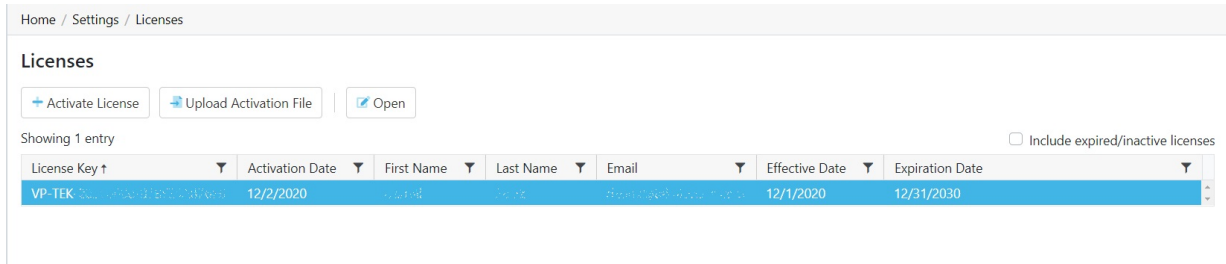 Home / Settings / Licenses
Licenses
Activate License Upload Activation File Open
Showing 1 entry Include expired/inactive licenses
License Key ↑ Activation Date First Name Last Name Email Effective Date Expiration Date
VP-TEK- 12/2/2020 12/1/2020 12/31/2030